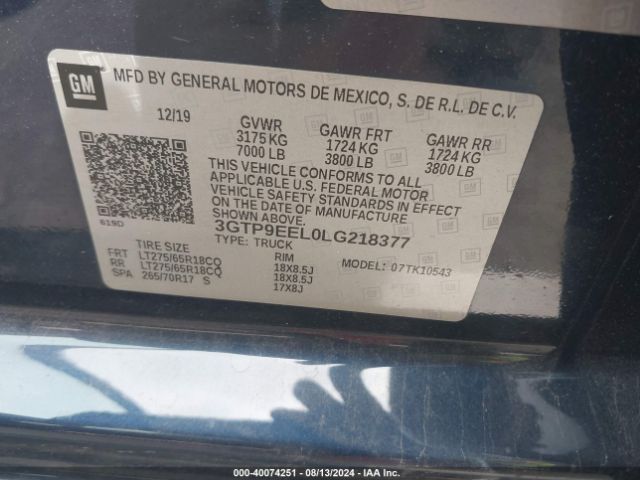 GM
MFD BY GENERAL MOTORS DE MEXICO, S. DE R.L. DE C.V.
12/19
GVWR GAWR FRT GAWR RR
3175 KG 1724 KG 1724 KG
7000 LB 3800 LB 3800 LB
THIS VEHICLE CONFORMS TO ALL
APPLICABLE U.S. FEDERAL MOTOR
VEHICLE SAFETY STANDARDS
IN EFFECT ON THE DATE
OF MANUFACTURE
SHOWN ABOVE.
619D
3GTP9EEL0LG218377
TYPE: TRUCK
TIRE SIZE RIM MODEL: 07TK10543
FRT LT275/65R18CQ 18X8.5J
RR LT275/65R18CQ 18X8.5J
SPA 265/70R17 S 17X8J
000-40074251 - 08/13/2024 - IAA Inc.